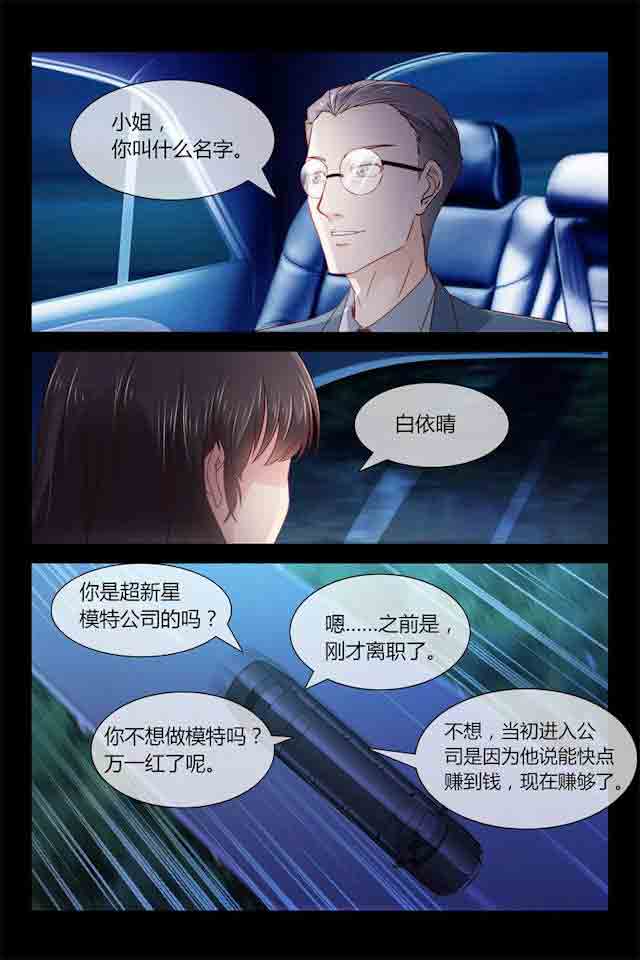 小姐，
你叫什么名字。
白依晴
你是超新星
模特公司的吗？
嗯……之前是，
刚才离职了。
你不想做模特吗？
万一红了呢。
不想，当初进入公
司是因为他说能快点
赚到钱，现在赚够了。